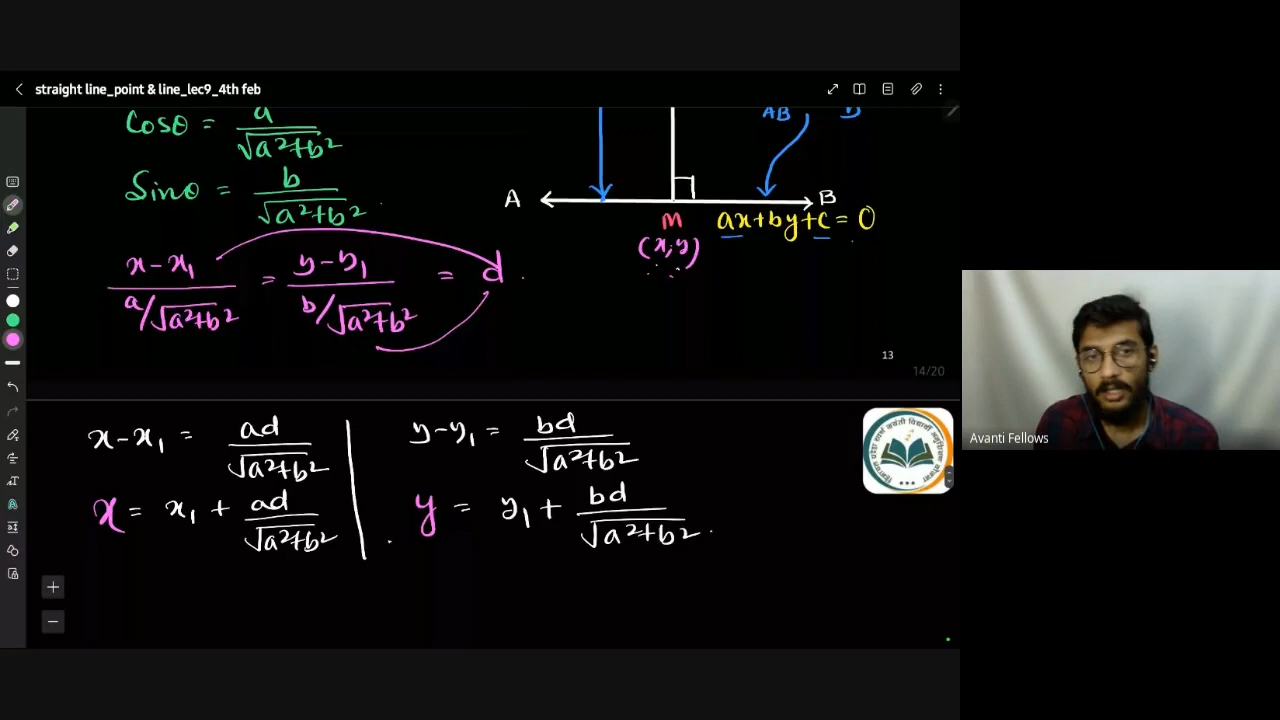 straight line_point & line_lec9_4th feb
Cosθ = a/√(a²+b²)
Sinθ = b/√(a²+b²).
(x-x₁)/(a/√(a²+b²)) = (y-y₁)/(b/√(a²+b²)) = d.
AB
A
B
M
ax+by+c = 0
(x,y)
13
14/20
x-x₁ = ad/√(a²+b²)
y-y₁ = bd/√(a²+b²)
x = x₁ + ad/√(a²+b²).
y = y₁ + bd/√(a²+b²).
Avanti Fellows